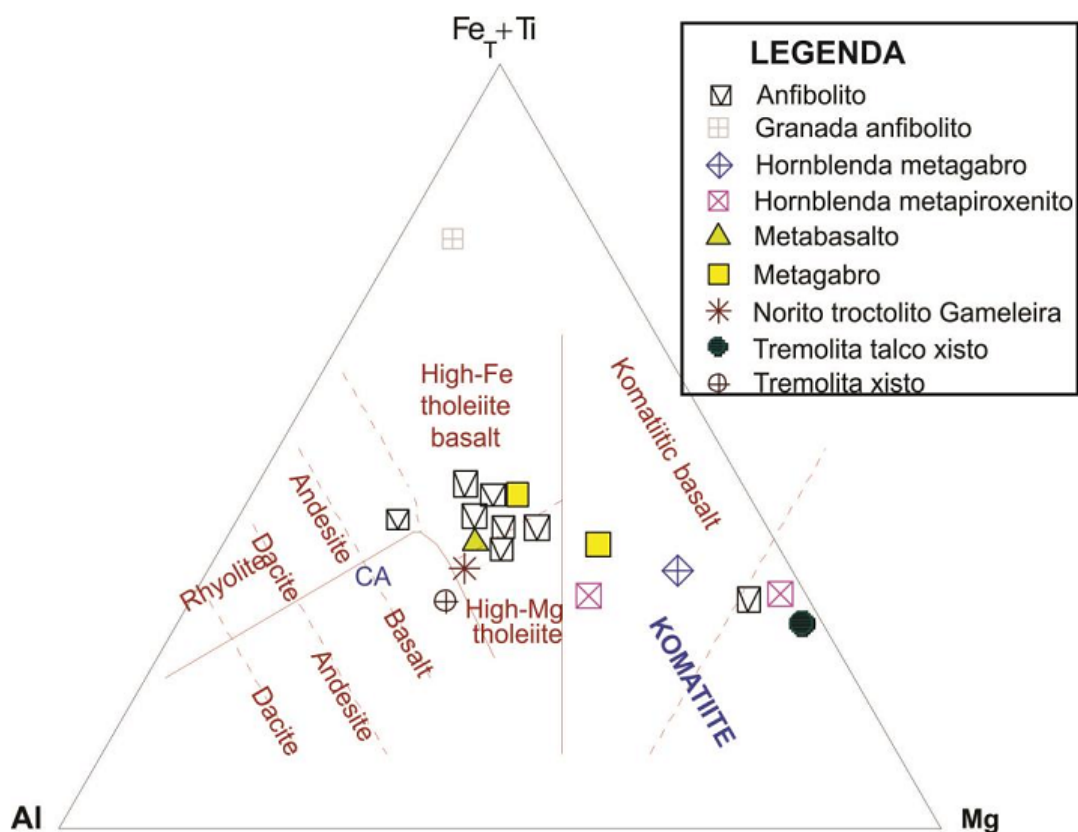 Fe_T+Ti
LEGENDA
Anfibolito
Granada anfibolito
Hornblenda metagabro
Hornblenda metapiroxenito
Metabasalto
Metagabro
Norito troctolito Gameleira
Tremolita talco xisto
Tremolita xisto
High-Fe
tholeiite
basalt
Komatiitic basalt
Andesite
Dacite
Rhyolite
CA
Basalt
Andesite
Dacite
High-Mg
tholeiite
KOMATIITE
Al
Mg